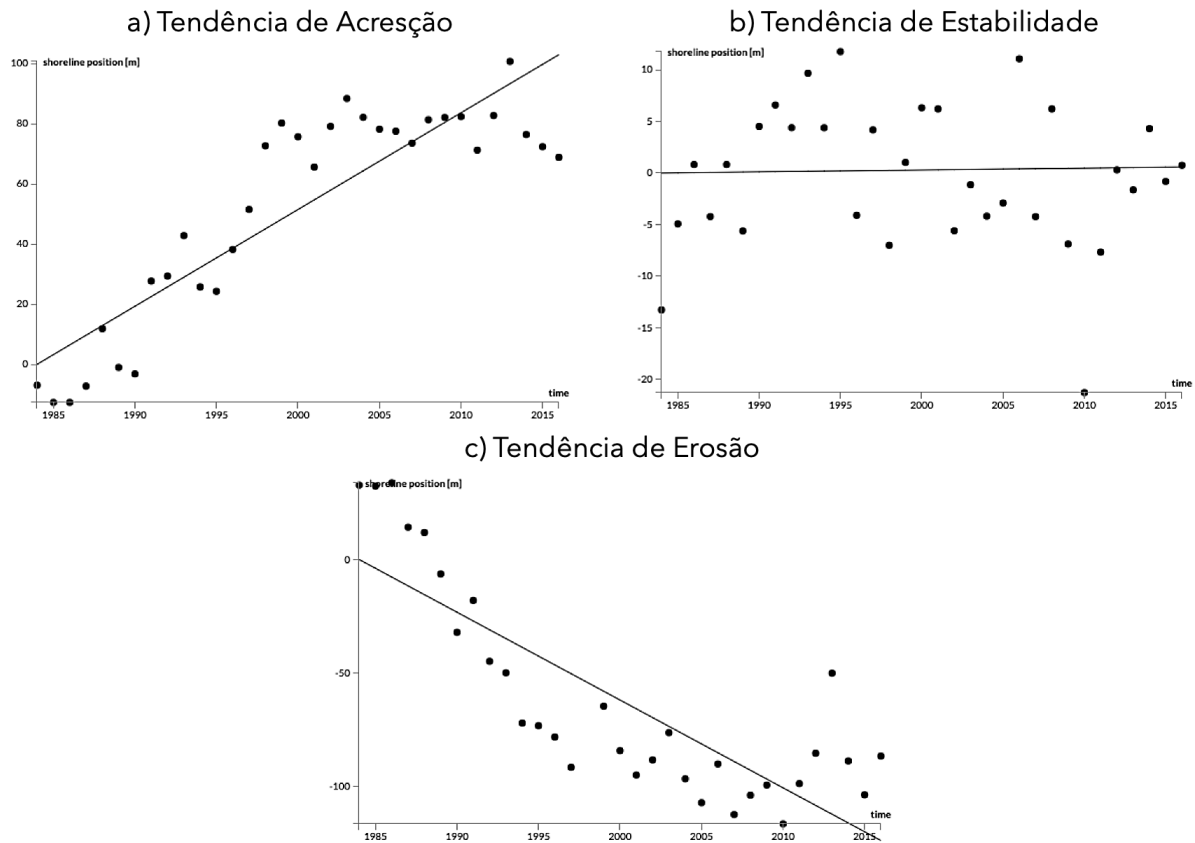 a) Tendência de Acresção
shoreline position [m]
100
80
60
40
20
0
time
1985 1990 1995 2000 2005 2010 2015
b) Tendência de Estabilidade
shoreline position [m]
10
5
0
-5
-10
-15
-20
time
1985 1990 1995 2000 2005 2010 2015
c) Tendência de Erosão
shoreline position [m]
0
-50
-100
time
1985 1990 1995 2000 2005 2010 2015